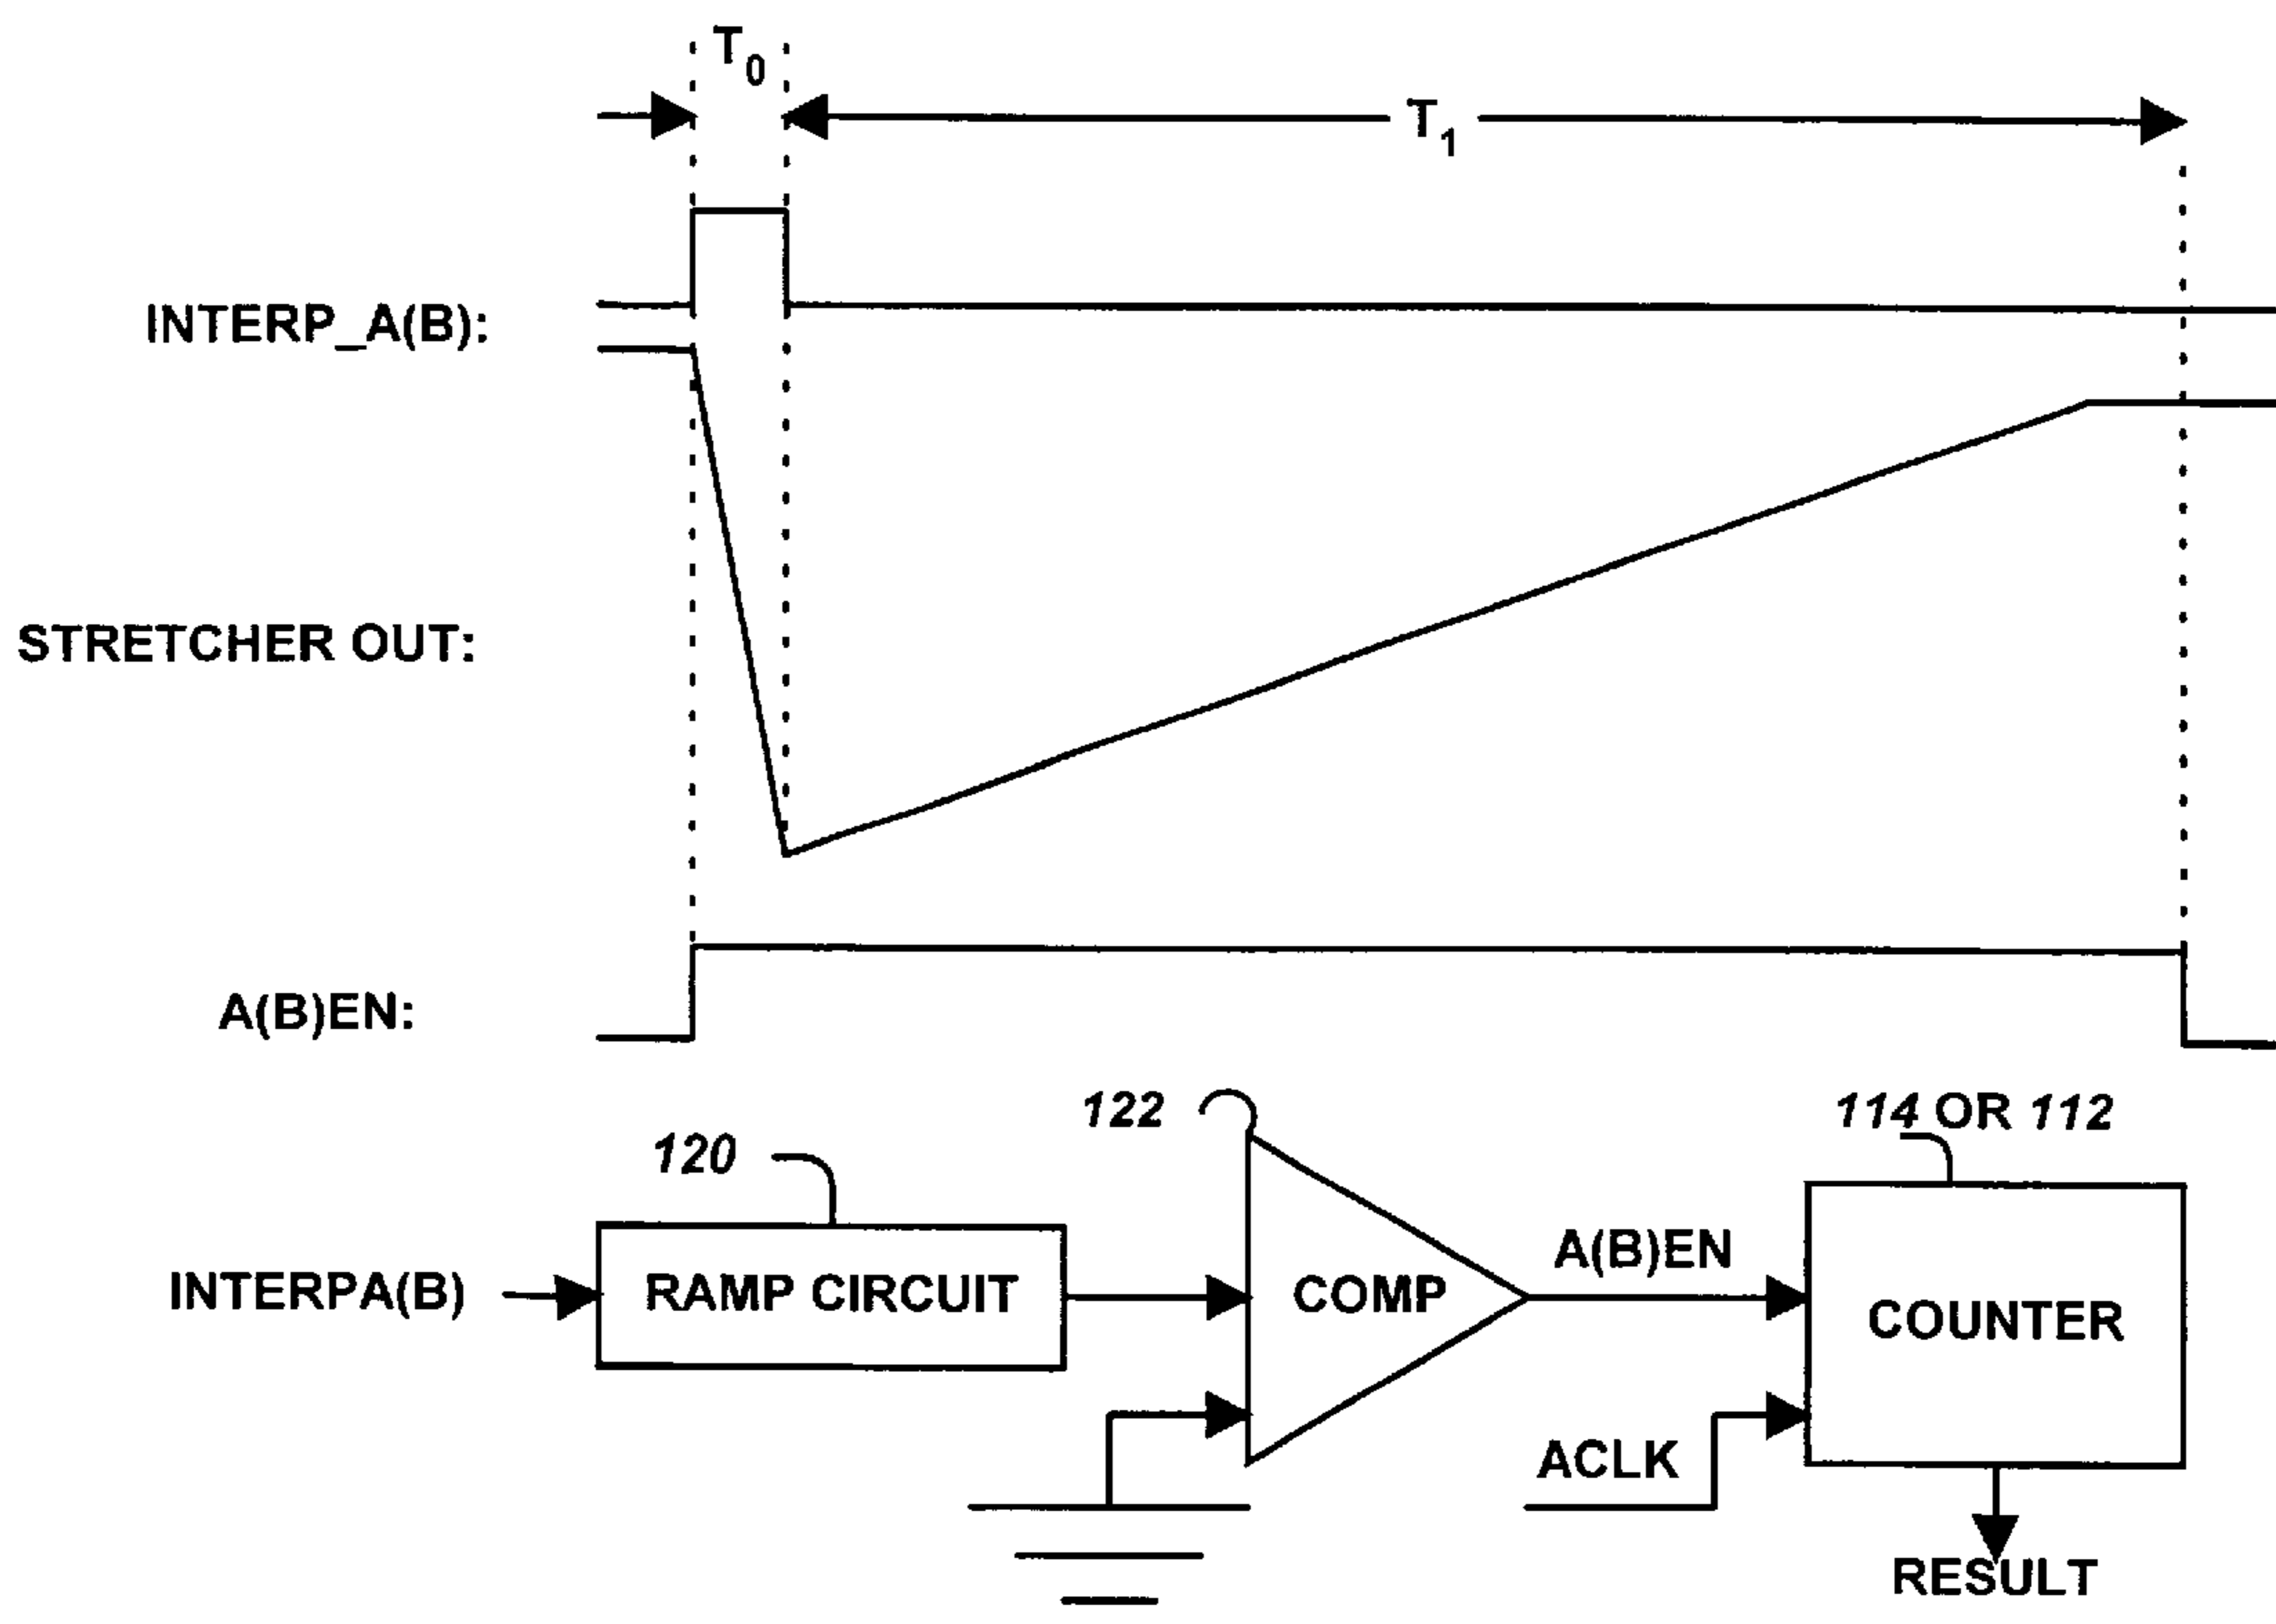 T0
T1
INTERP_A(B):
STRETCHER OUT:
A(B)EN:
122
114 OR 112
120
A(B)EN
INTERPA(B)
RAMP CIRCUIT
COMP
COUNTER
ACLK
RESULT